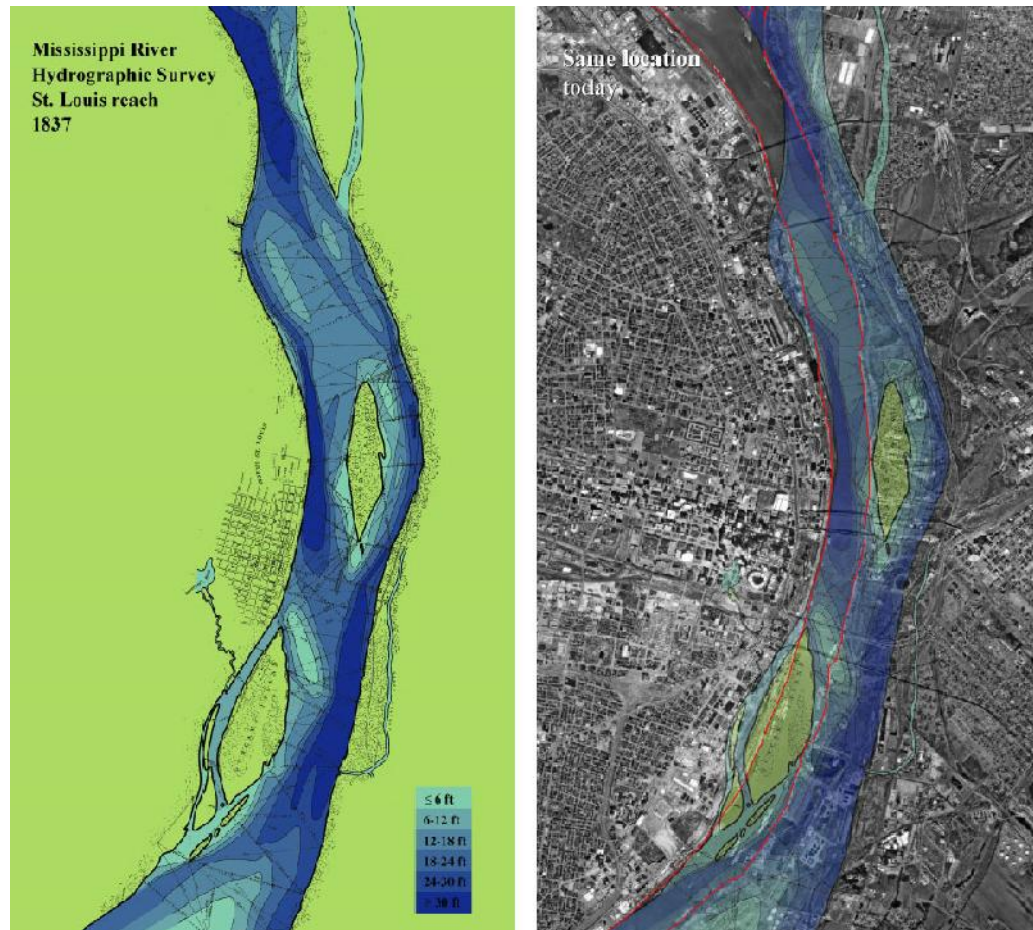 Mississippi River
Hydrographic Survey
St. Louis reach
1837
≤ 6 ft
6-12 ft
12-18 ft
18-24 ft
24-30 ft
> 30 ft
Same location
today